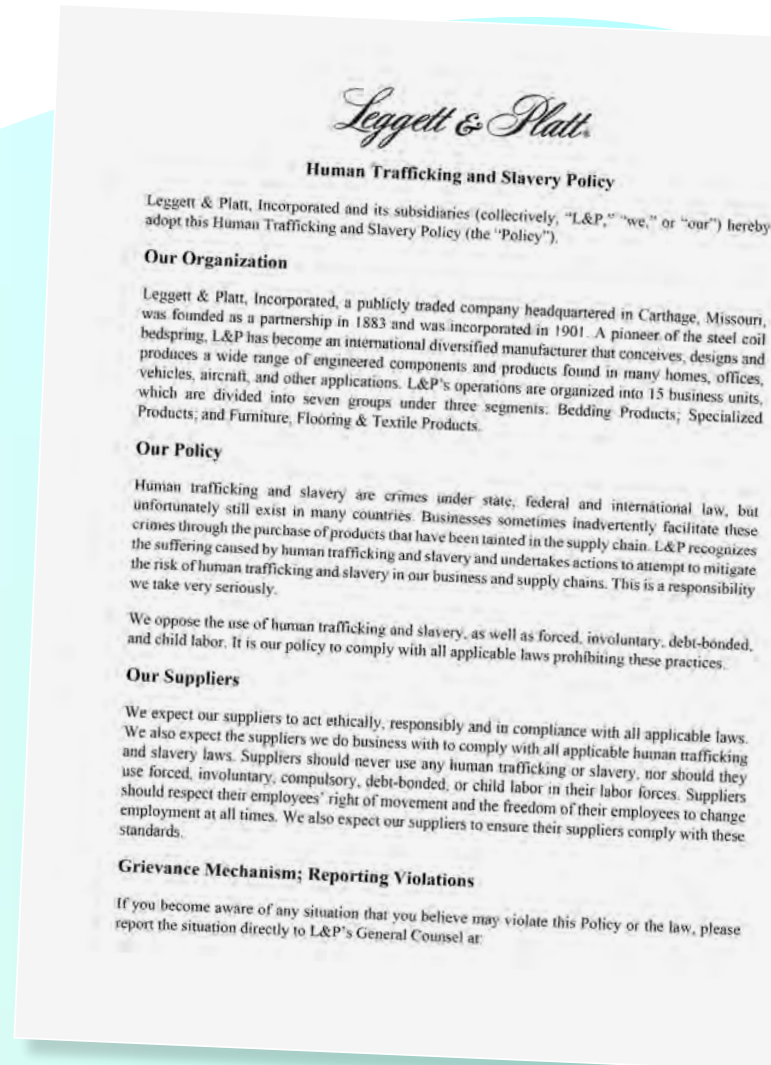 Leggett & Platt®
Human Trafficking and Slavery Policy
Leggett & Platt, Incorporated and its subsidiaries (collectively, “L&P,” “we,” or “our”) hereby
adopt this Human Trafficking and Slavery Policy (the “Policy”).
Our Organization
Leggett & Platt, Incorporated, a publicly traded company headquartered in Carthage, Missouri,
was founded as a partnership in 1883 and was incorporated in 1901. A pioneer of the steel coil
bedspring, L&P has become an international diversified manufacturer that conceives, designs and
produces a wide range of engineered components and products found in many homes, offices,
vehicles, aircraft, and other applications. L&P’s operations are organized into 15 business units,
which are divided into seven groups under three segments: Bedding Products; Specialized
Products; and Furniture, Flooring & Textile Products.
Our Policy
Human trafficking and slavery are crimes under state, federal and international law, but
unfortunately still exist in many countries. Businesses sometimes inadvertently facilitate these
crimes through the purchase of products that have been tainted in the supply chain. L&P recognizes
the suffering caused by human trafficking and slavery and undertakes actions to attempt to mitigate
the risk of human trafficking and slavery in our business and supply chains. This is a responsibility
we take very seriously.
We oppose the use of human trafficking and slavery, as well as forced, involuntary, debt-bonded,
and child labor. It is our policy to comply with all applicable laws prohibiting these practices.
Our Suppliers
We expect our suppliers to act ethically, responsibly and in compliance with all applicable laws.
We also expect the suppliers we do business with to comply with all applicable human trafficking
and slavery laws. Suppliers should never use any human trafficking or slavery, nor should they
use forced, involuntary, compulsory, debt-bonded, or child labor in their labor forces. Suppliers
should respect their employees’ right of movement and the freedom of their employees to change
employment at all times. We also expect our suppliers to ensure their suppliers comply with these
standards.
Grievance Mechanism; Reporting Violations
If you become aware of any situation that you believe may violate this Policy or the law, please
report the situation directly to L&P’s General Counsel at: